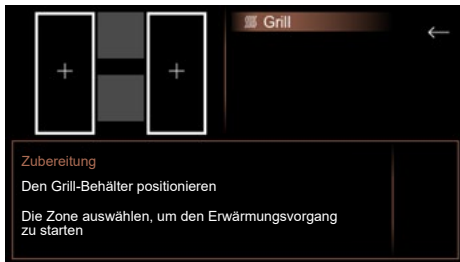 Grill
Zubereitung
Den Grill-Behälter positionieren
Die Zone auswählen, um den Erwärmungsvorgang
zu starten